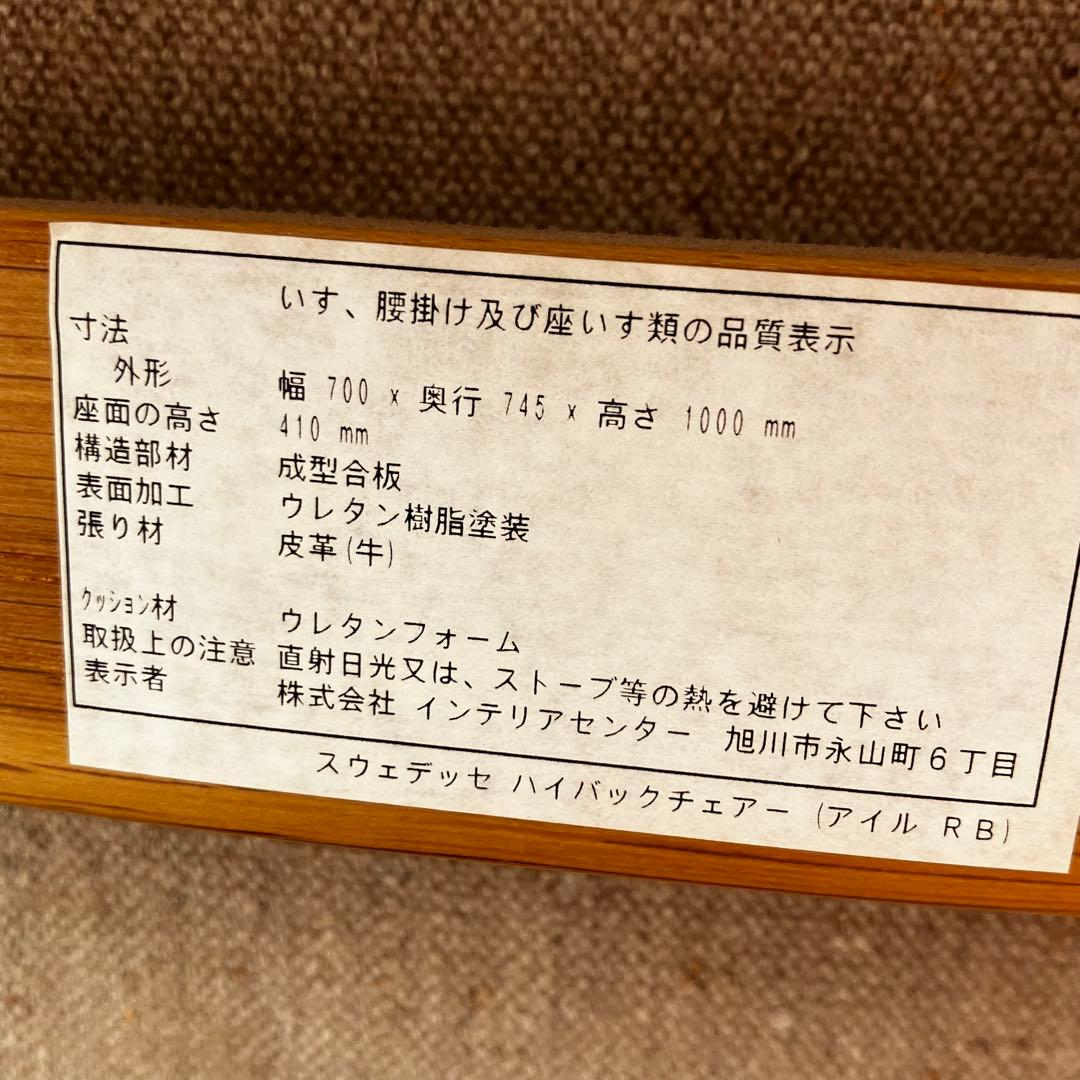 いす、腰掛け及び座いす類の品質表示
寸法
外形 幅 700 x 奥行 745 x 高さ 1000 mm
座面の高さ 410 mm
構造部材 成型合板
表面加工 ウレタン樹脂塗装
張り材 皮革(牛)
ｸッション材 ウレタンフォーム
取扱上の注意 直射日光又は、ストーブ等の熱を避けて下さい
表示者 株式会社 インテリアセンター 旭川市永山町６丁目
スウェデッセ ハイバックチェアー (アイル ＲＢ)